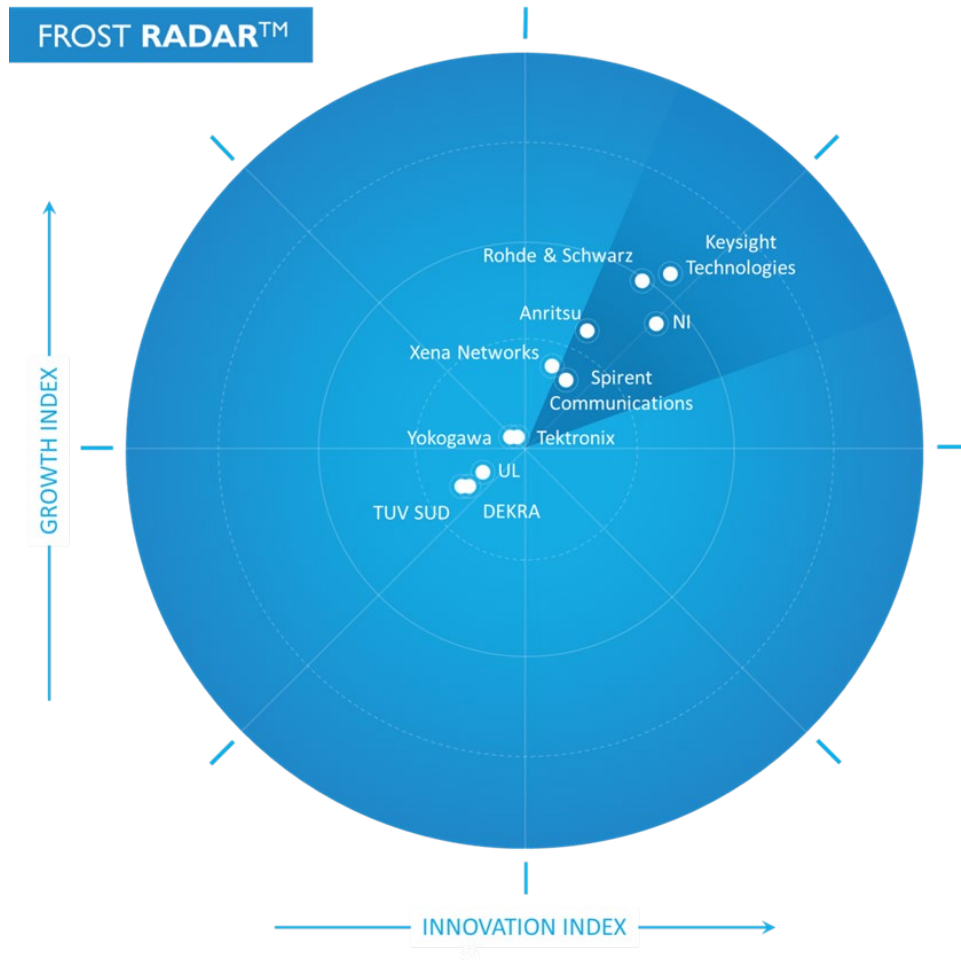 FROST RADAR™
Rohde & Schwarz
Keysight
Technologies
Anritsu
NI
Xena Networks
Spirent
Communications
Yokogawa
Tektronix
UL
TUV SUD
DEKRA
GROWTH INDEX
INNOVATION INDEX